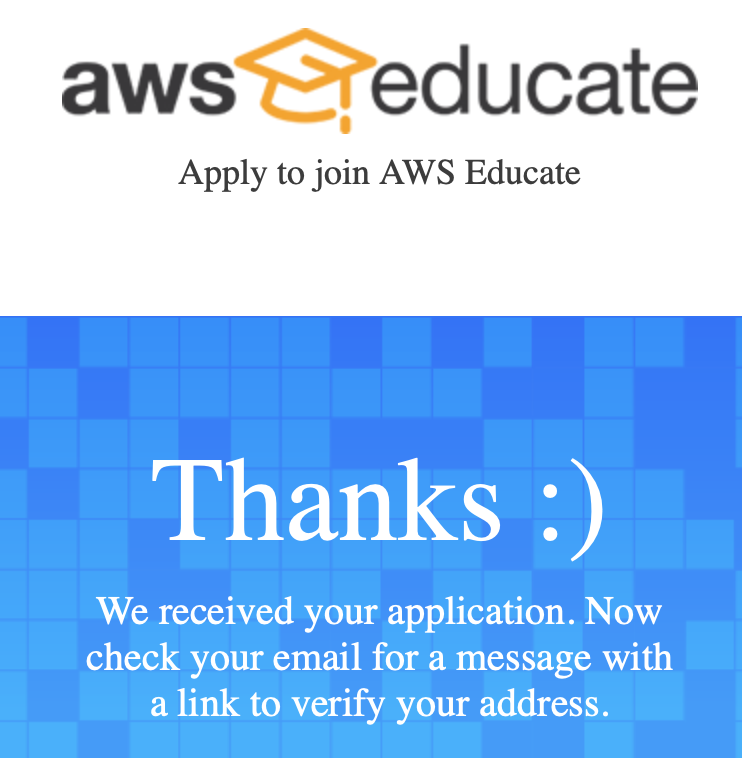 aws educate
Apply to join AWS Educate
Thanks :)
We received your application. Now
check your email for a message with
a link to verify your address.